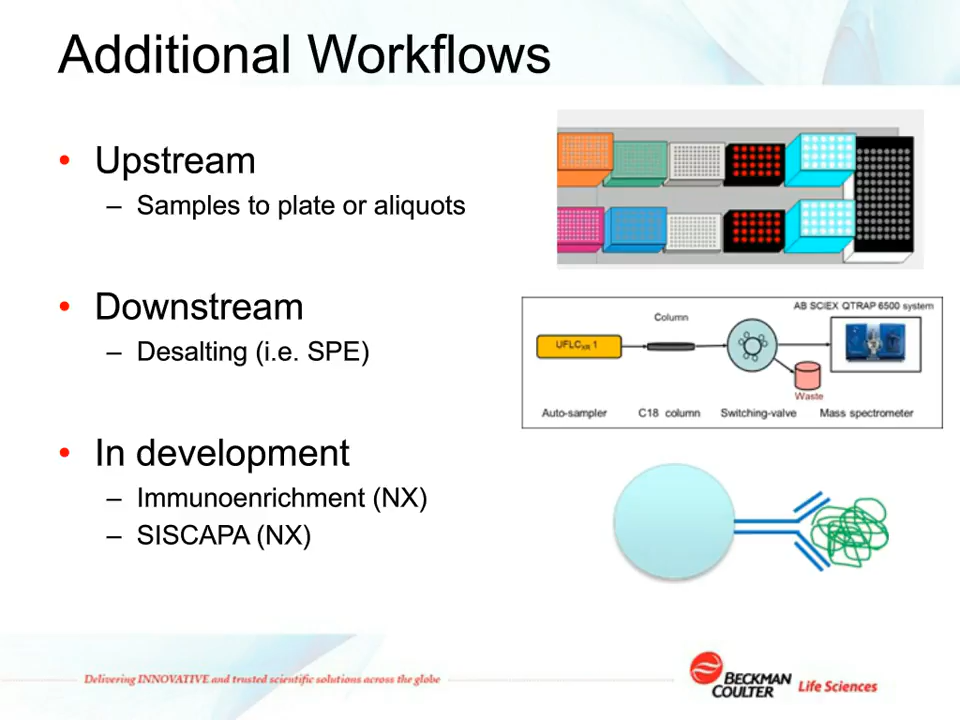 Additional Workflows
• Upstream
– Samples to plate or aliquots
• Downstream
– Desalting (i.e. SPE)
• In development
– Immunoenrichment (NX)
– SISCAPA (NX)
AB SCIEX QTRAP 6500 system
Column
UFLCXR 1
Waste
Auto-sampler
C18 column
Switching-valve
Mass spectrometer
Delivering INNOVATIVE and trusted scientific solutions across the globe
BECKMAN
COULTER
Life Sciences